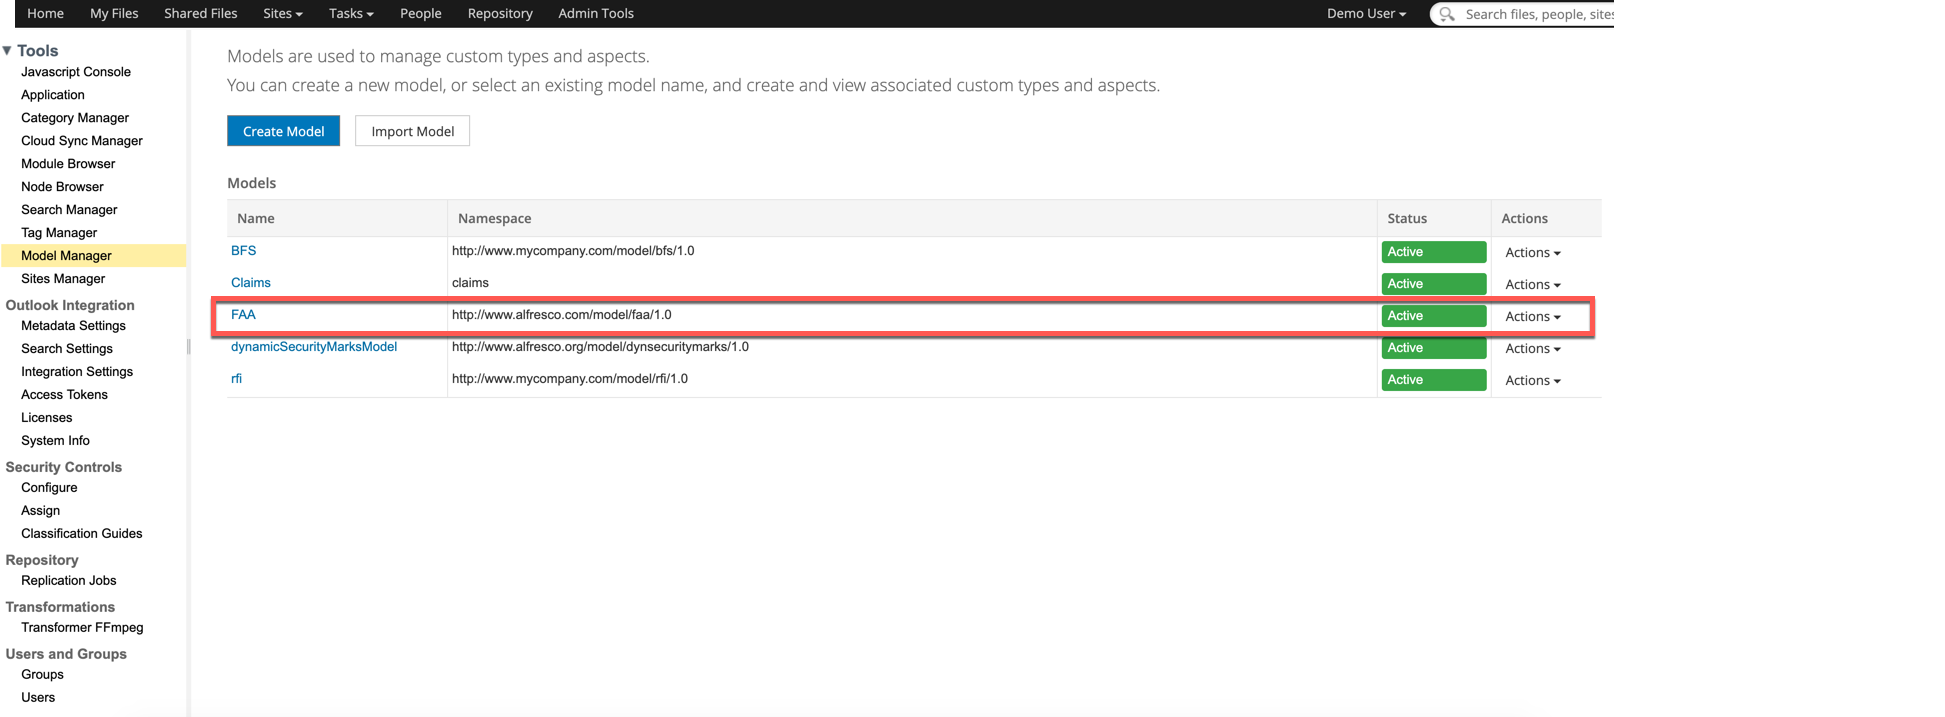 Home My Files Shared Files Sites Tasks People Repository Admin Tools Demo User Search files, people, sites
Tools
Javascript Console
Application
Category Manager
Cloud Sync Manager
Module Browser
Node Browser
Search Manager
Tag Manager
Model Manager
Sites Manager
Outlook Integration
Metadata Settings
Search Settings
Integration Settings
Access Tokens
Licenses
System Info
Security Controls
Configure
Assign
Classification Guides
Repository
Replication Jobs
Transformations
Transformer FFmpeg
Users and Groups
Groups
Users
Models are used to manage custom types and aspects.
You can create a new model, or select an existing model name, and create and view associated custom types and aspects.
Create Model Import Model
Models
Name Namespace Status Actions
BFS http://www.mycompany.com/model/bfs/1.0 Active Actions
Claims claims Active Actions
FAA http://www.alfresco.com/model/faa/1.0 Active Actions
dynamicSecurityMarksModel http://www.alfresco.org/model/dynsecuritymarks/1.0 Active Actions
rfi http://www.mycompany.com/model/rfi/1.0 Active Actions